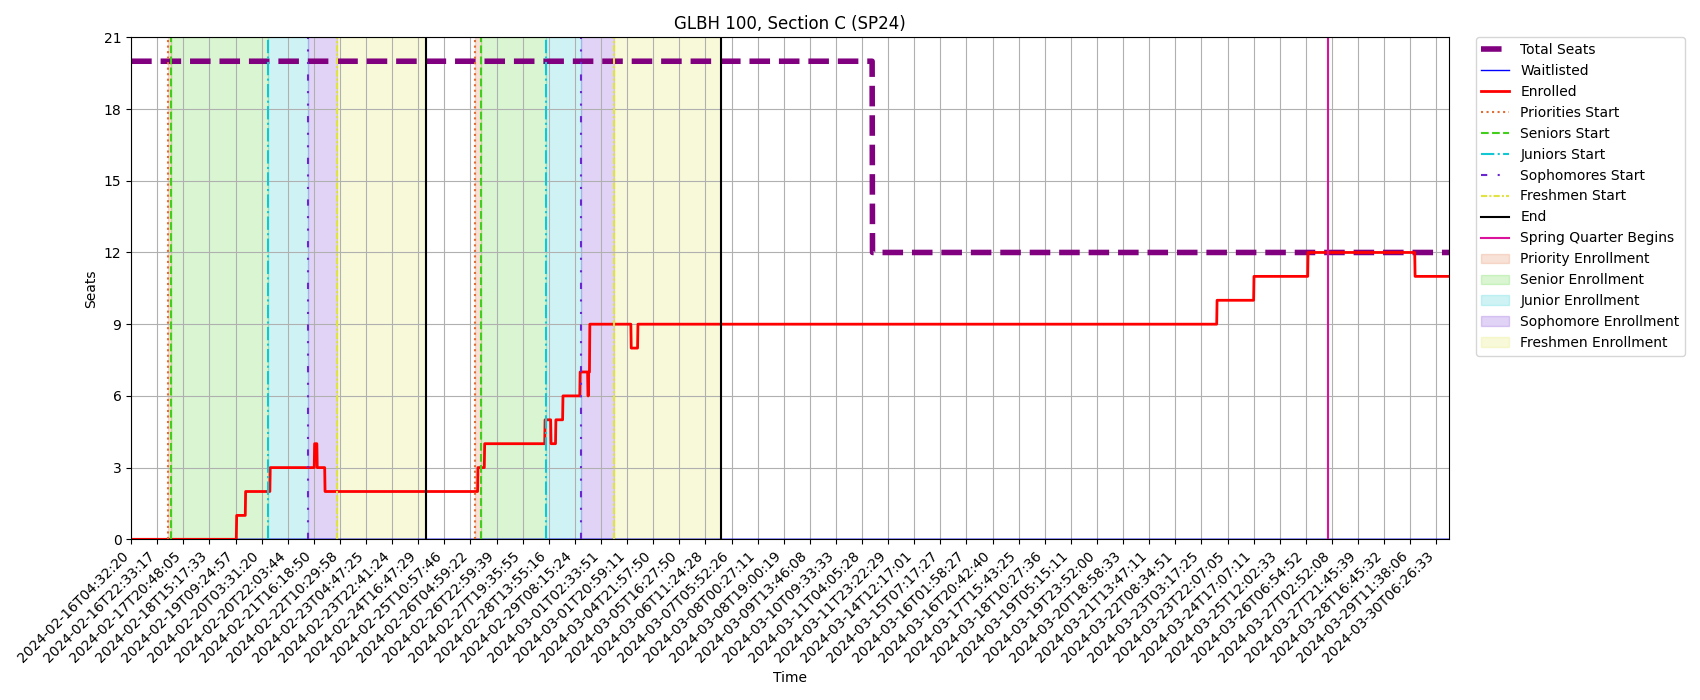 GLBH 100, Section C (SP24)
21
18
15
12
9
6
3
0
Seats
2024-02-16T04:32:20
2024-02-16T22:33:17
2024-02-17T20:48:05
2024-02-18T15:17:33
2024-02-19T09:24:57
2024-02-20T03:31:20
2024-02-20T22:03:44
2024-02-21T16:18:50
2024-02-22T10:29:58
2024-02-23T04:47:25
2024-02-23T22:41:24
2024-02-24T16:47:29
2024-02-25T10:57:46
2024-02-26T04:59:22
2024-02-26T22:59:39
2024-02-27T19:35:55
2024-02-28T13:55:16
2024-02-29T08:15:24
2024-03-01T02:33:51
2024-03-01T20:59:11
2024-03-04T21:57:50
2024-03-05T16:27:50
2024-03-06T11:24:28
2024-03-07T05:52:26
2024-03-08T00:27:11
2024-03-08T19:00:19
2024-03-09T13:46:08
2024-03-10T09:33:33
2024-03-11T04:05:28
2024-03-11T23:22:29
2024-03-14T12:17:01
2024-03-15T07:17:27
2024-03-16T01:58:27
2024-03-16T20:42:40
2024-03-17T15:43:25
2024-03-18T10:27:36
2024-03-19T05:15:11
2024-03-19T23:52:00
2024-03-20T18:58:33
2024-03-21T13:47:11
2024-03-22T08:34:51
2024-03-23T03:17:25
2024-03-23T22:07:05
2024-03-24T17:07:11
2024-03-25T12:02:33
2024-03-26T06:54:52
2024-03-27T02:52:08
2024-03-27T21:45:39
2024-03-28T16:45:32
2024-03-29T11:38:06
2024-03-30T06:26:33
Time
Total Seats
Waitlisted
Enrolled
Priorities Start
Seniors Start
Juniors Start
Sophomores Start
Freshmen Start
End
Spring Quarter Begins
Priority Enrollment
Senior Enrollment
Junior Enrollment
Sophomore Enrollment
Freshmen Enrollment